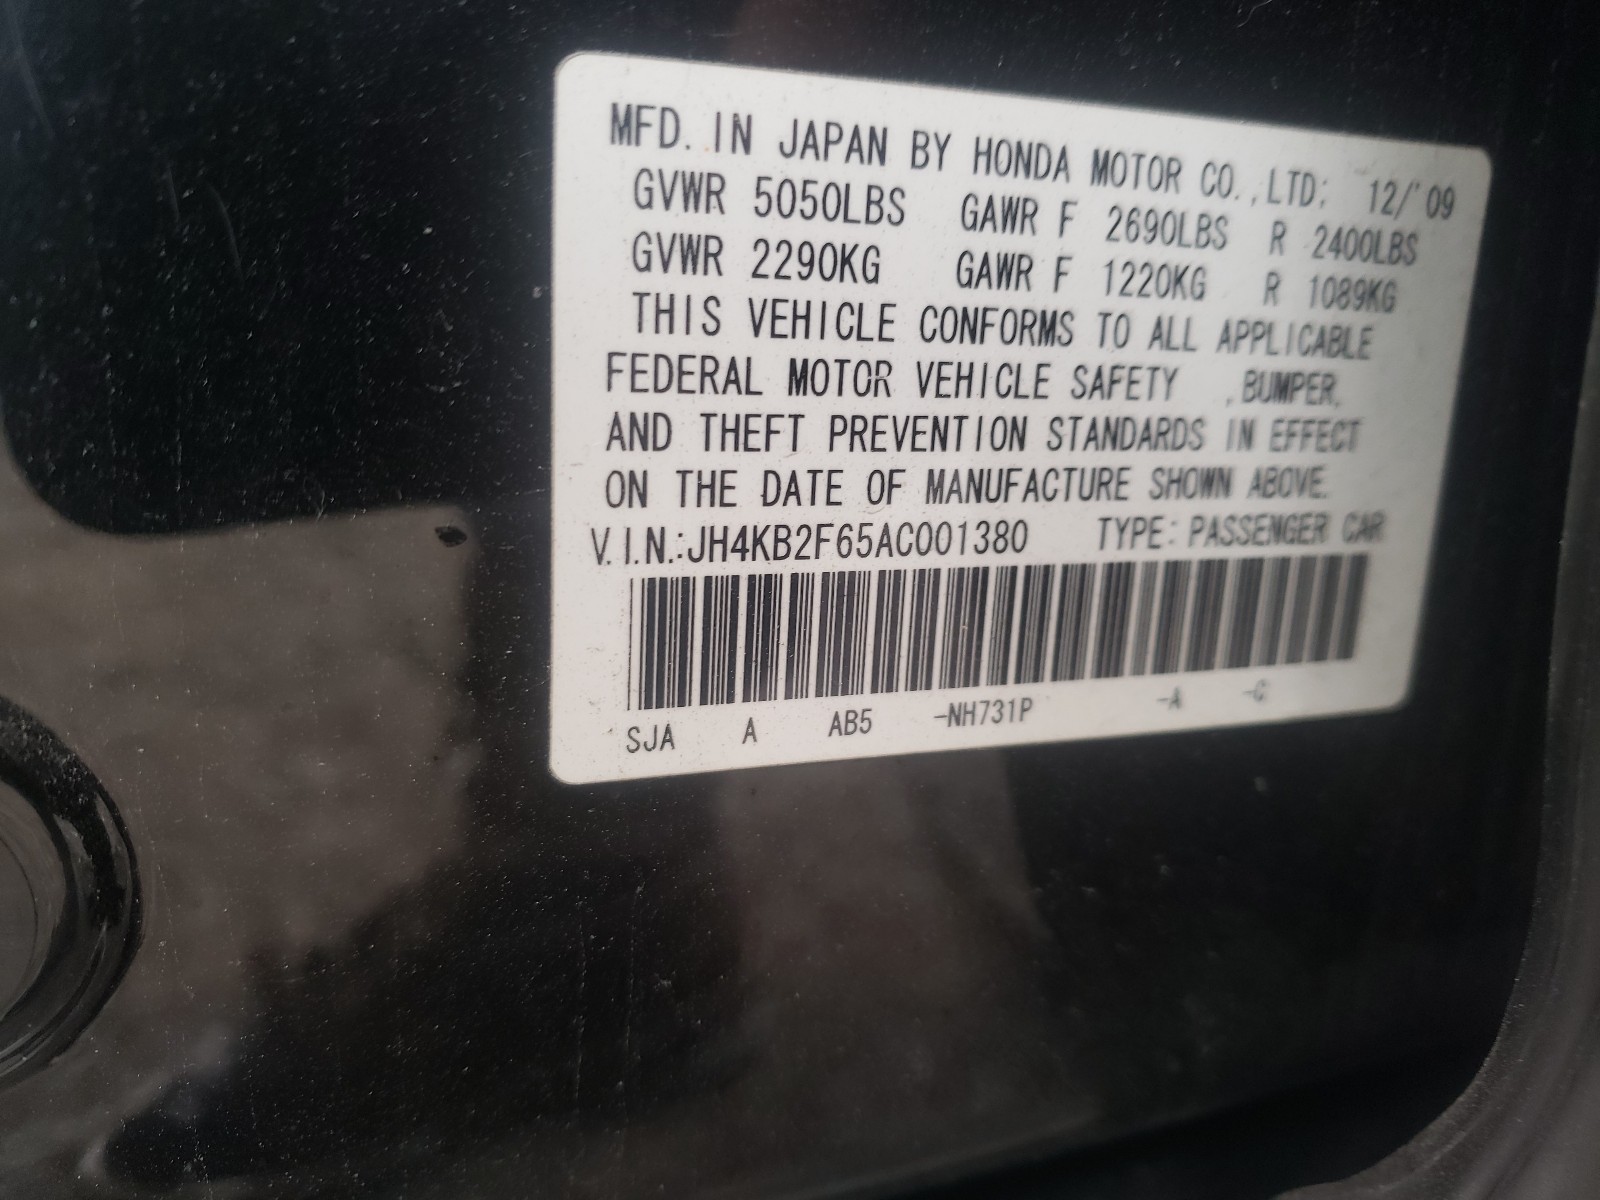 MFD. IN JAPAN BY HONDA MOTOR CO.,LTD; 12/'09
GVWR 5050LBS GAWR F 2690LBS R 2400LBS
GVWR 2290KG GAWR F 1220KG R 1089KG
THIS VEHICLE CONFORMS TO ALL APPLICABLE
FEDERAL MOTOR VEHICLE SAFETY ,BUMPER,
AND THEFT PREVENTION STANDARDS IN EFFECT
ON THE DATE OF MANUFACTURE SHOWN ABOVE.
V.I.N.:JH4KB2F65AC001380 TYPE: PASSENGER CAR
SJA A AB5 -NH731P -A -C